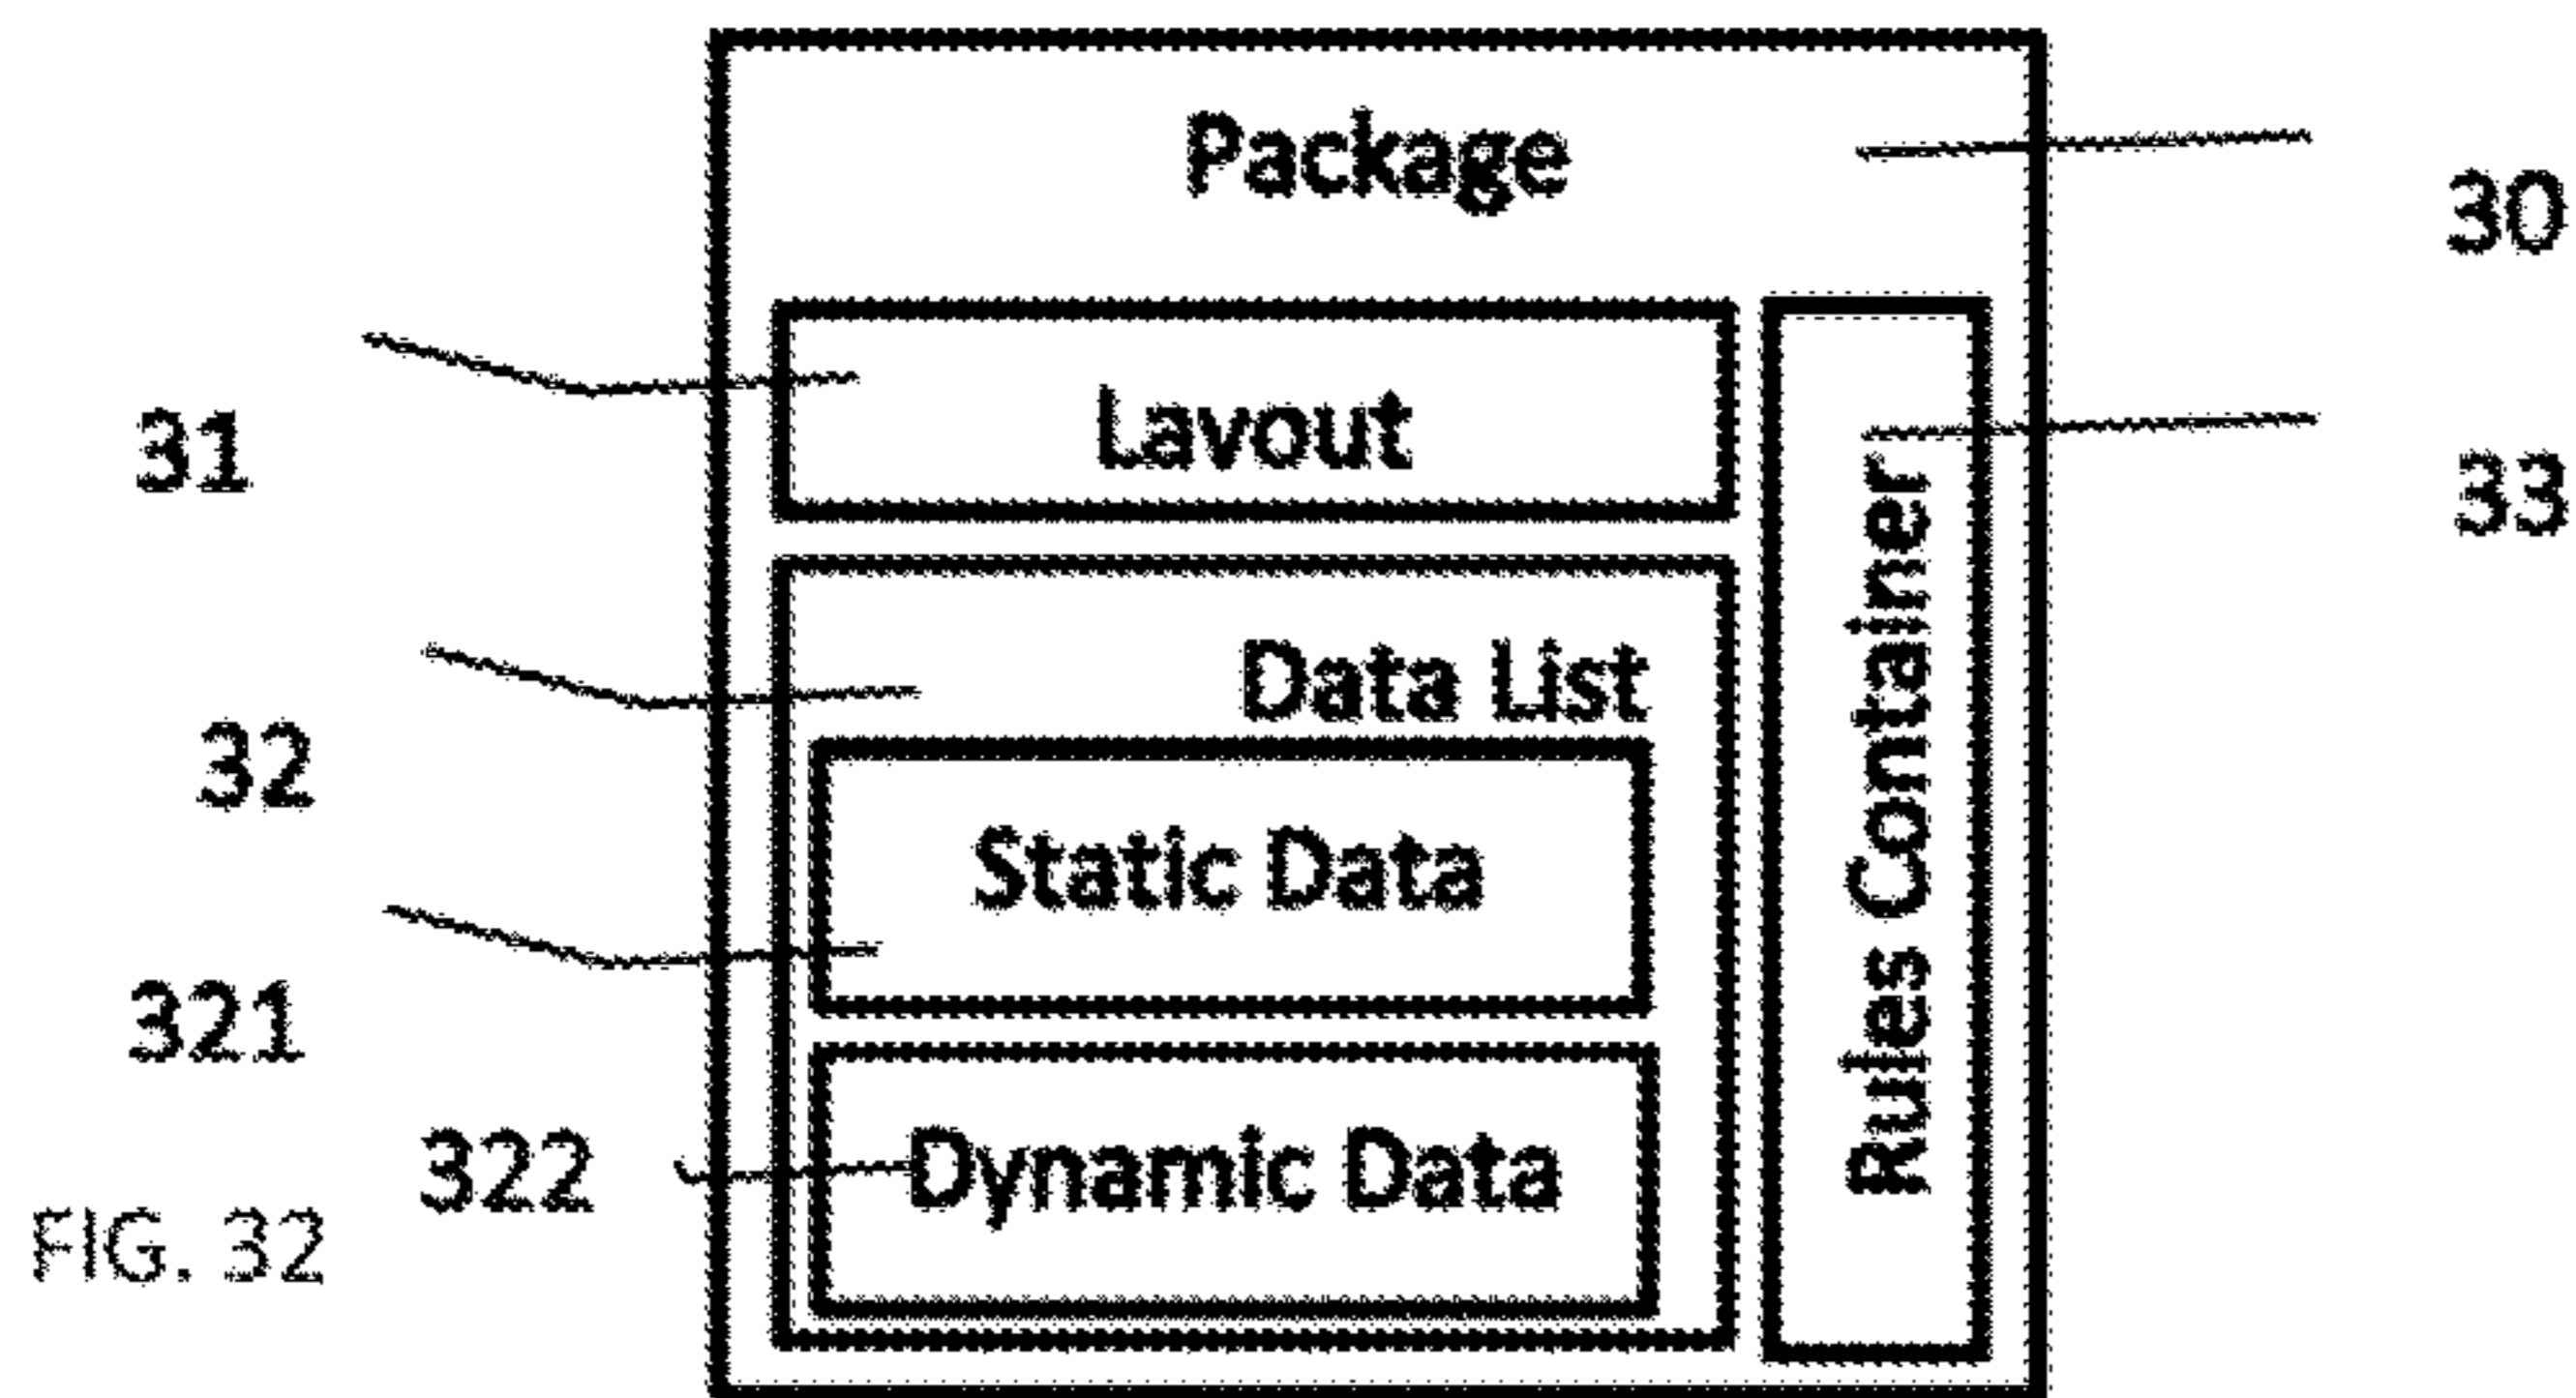 Package
30
Lavout
31
33
Data List
32
Static Data
321
Dynamic Data
322
Rules Container
FIG. 32